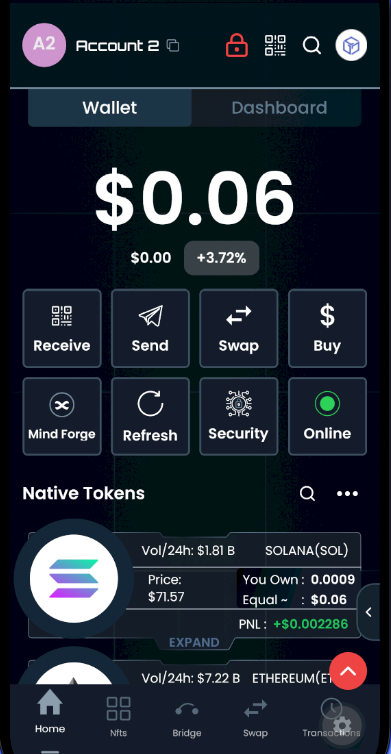 A2 Account 2
Wallet Dashboard
$0.06
$0.00 +3.72%
Receive Send Swap Buy
Mind Forge Refresh Security Online
Native Tokens
Vol/24h: $1.81 B SOLANA(SOL)
Price: $71.57
You Own : 0.0009
Equal ~ : $0.06
PNL : +$0.002286
EXPAND
Vol/24h: $7.22 B ETHEREUM(ET
Home Nfts Bridge Swap Transactions